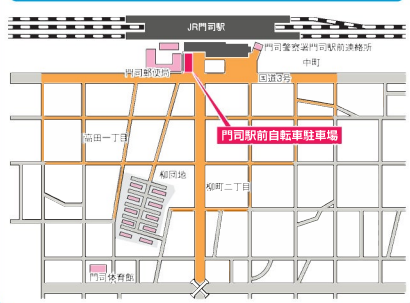 JR門司駅
門司警察署門司駅前連絡所
中町
門司郵便局
国道3号
門司駅前自転車駐車場
高田一丁目
柳団地
柳町二丁目
門司体育館